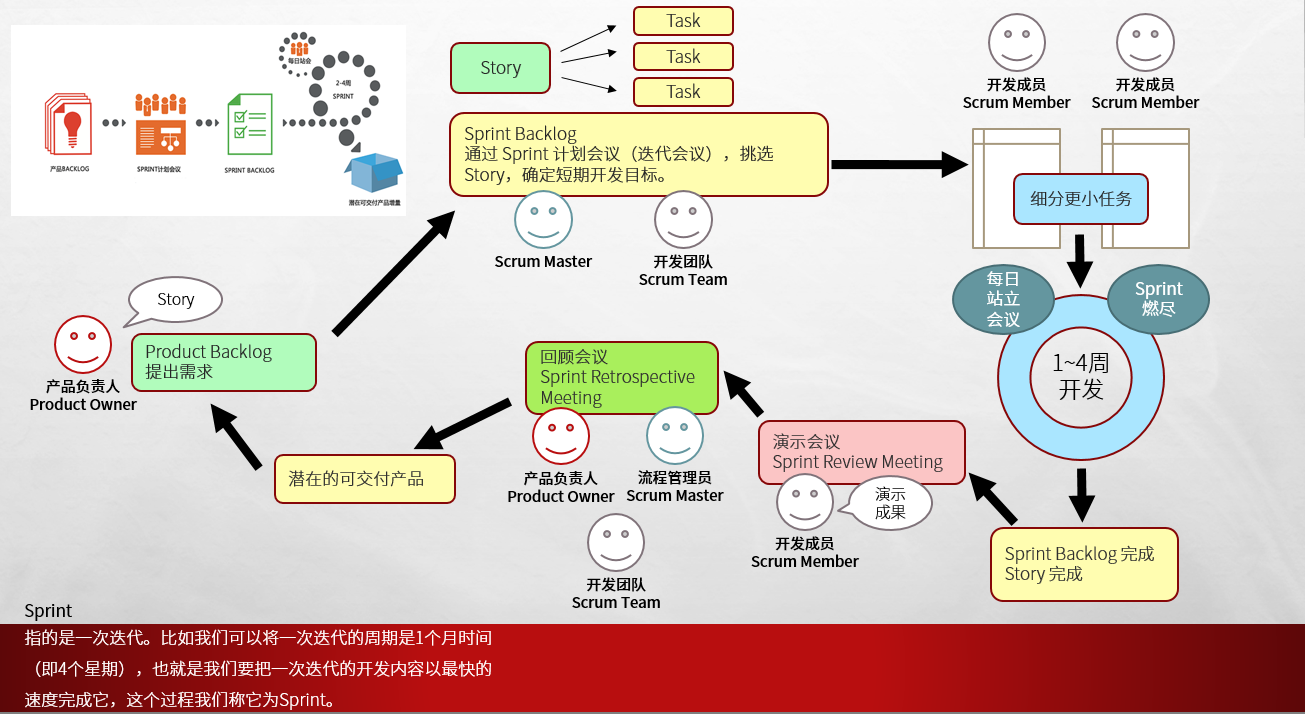 每日站会
2-4周
SPRINT
产品BACKLOG
SPRINT计划会议
SPRINT BACKLOG
潜在可交付产品增量
Story
Task
Task
Task
Sprint Backlog
通过 Sprint 计划会议（迭代会议），挑选
Story，确定短期开发目标。
Scrum Master
开发团队
Scrum Team
开发成员
Scrum Member
开发成员
Scrum Member
细分更小任务
每日
站立
会议
Sprint
燃尽
1~4周
开发
Story
Product Backlog
提出需求
产品负责人
Product Owner
回顾会议
Sprint Retrospective
Meeting
产品负责人
Product Owner
流程管理员
Scrum Master
开发团队
Scrum Team
潜在的可交付产品
演示会议
Sprint Review Meeting
演示
成果
开发成员
Scrum Member
Sprint Backlog 完成
Story 完成
Sprint
指的是一次迭代。比如我们可以将一次迭代的周期是1个月时间
（即4个星期），也就是我们要把一次迭代的开发内容以最快的
速度完成它，这个过程我们称它为Sprint。